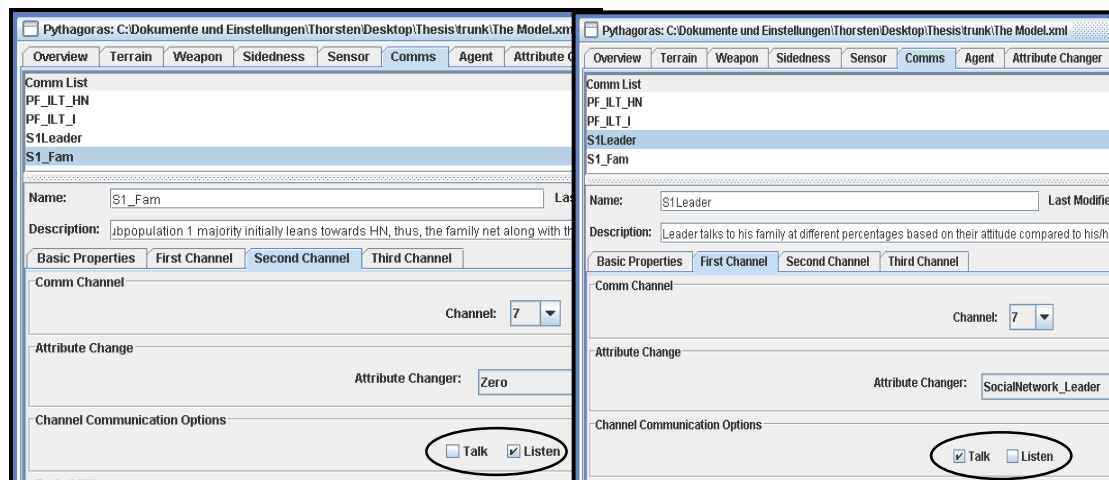 Pythagoras: C:\Dokumente und Einstellungen\Thorsten\Desktop\Thesis\trunk\The Model.xm
Overview Terrain Weapon Sidedness Sensor Comms Agent Attribute
Comm List
PF_ILT_HN
PF_ILT_I
S1Leader
S1_Fam
Name: S1_Fam
Description: ubpopulation 1 majority initially leans towards HN, thus, the family net along with
Basic Properties First Channel Second Channel Third Channel
Comm Channel
Channel: 7
Attribute Change
Attribute Changer: Zero
Channel Communication Options
Talk Listen
Pythagoras: C:\Dokumente und Einstellungen\Thorsten\Desktop\Thesis\trunk\The Model.xml
Overview Terrain Weapon Sidedness Sensor Comms Agent Attribute Changer
Comm List
PF_ILT_HN
PF_ILT_I
S1Leader
S1_Fam
Name: S1Leader Last Modifie
Description: Leader talks to his family at different percentages based on their attitude compared to his/h
Basic Properties First Channel Second Channel Third Channel
Comm Channel
Channel: 7
Attribute Change
Attribute Changer: SocialNetwork_Leader
Channel Communication Options
Talk Listen